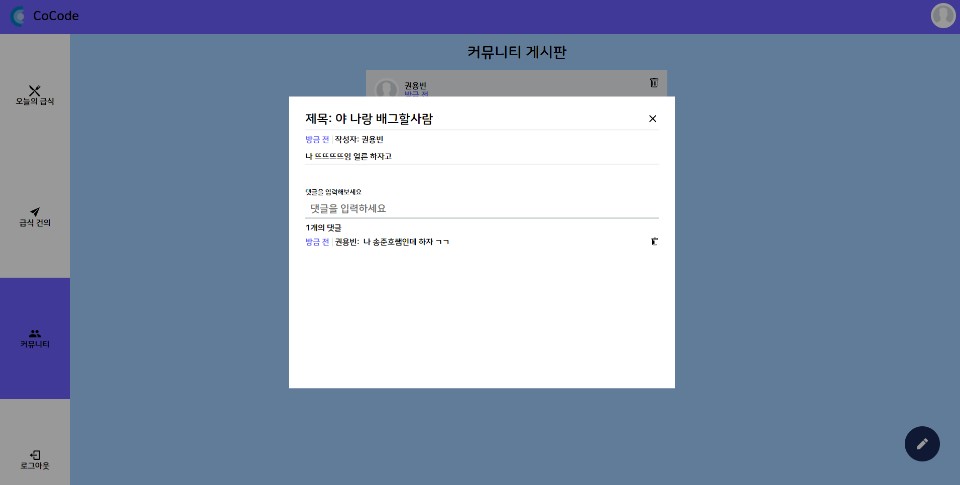 CoCode
오늘의 급식
급식 건의
커뮤니티
로그아웃
커뮤니티 게시판
권용빈
방금 전
제목: 야 나랑 배그할사람
방금 전 | 작성자: 권용빈
나 뜨뜨뜨뜨임 얼른 하자고
댓글을 입력해보세요
댓글을 입력하세요
1개의 댓글
방금 전 | 권용빈: 나 송준호쌤인데 하자 ㄱㄱ